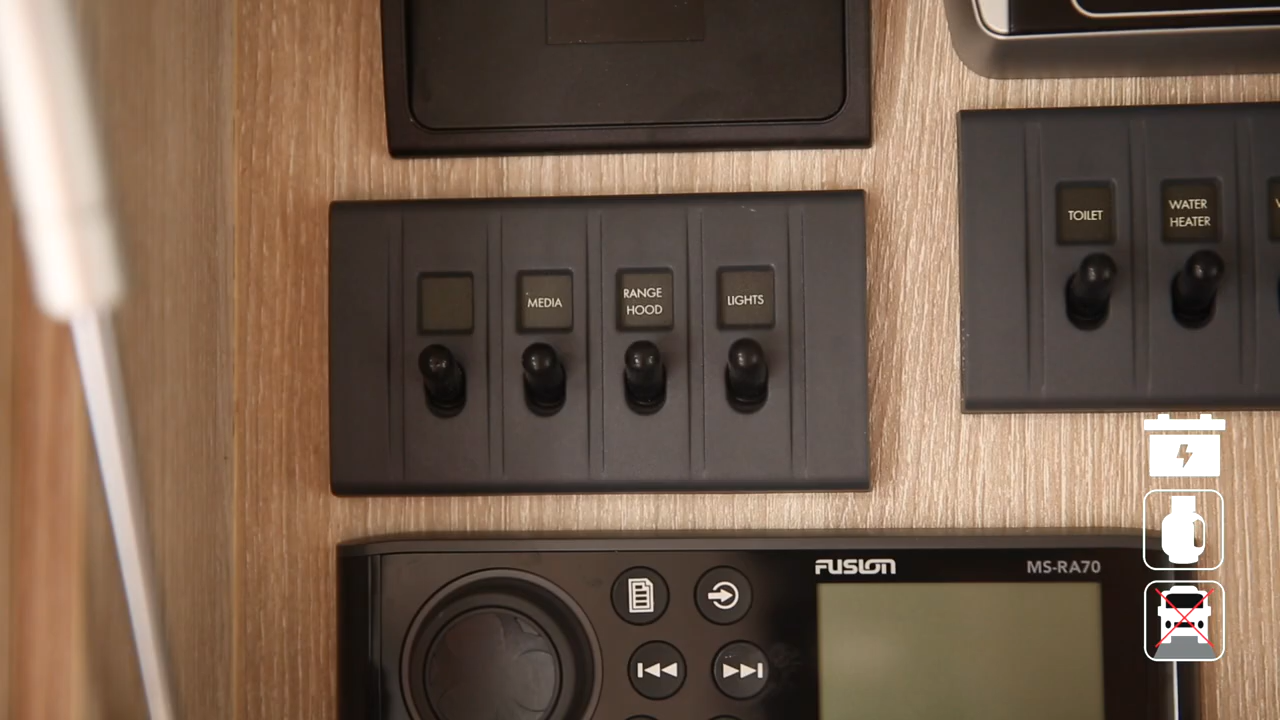 TOILET
WATER
HEATER
MEDIA
RANGE
HOOD
LIGHTS
FUSION
MS-RA70